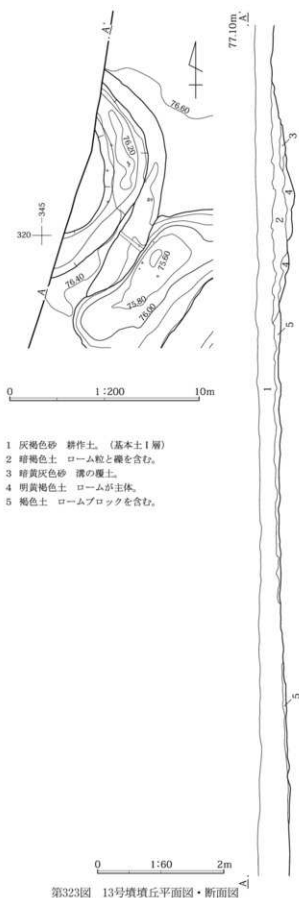 A'
76.60
76.20
345
320
76.40
A
75.60
75.80
76.00
0 1:200 10m
1 灰褐色砂 耕作土。(基本土Ⅰ層)
2 暗褐色土 ローム粒と礫を含む。
3 暗黄灰色砂 溝の覆土。
4 明黄褐色土 ロームが主体。
5 褐色土 ロームブロックを含む。
77.10m
A'
3
4
2
4
5
1
5
A
0 1:60 2m
第323図 13号墳墳丘平面図・断面図